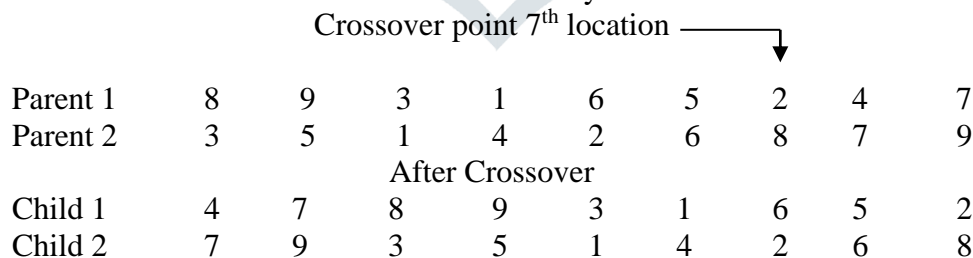 Crossover point 7th location
Parent 1 8 9 3 1 6 5 2 4 7
Parent 2 3 5 1 4 2 6 8 7 9
After Crossover
Child 1 4 7 8 9 3 1 6 5 2
Child 2 7 9 3 5 1 4 2 6 8